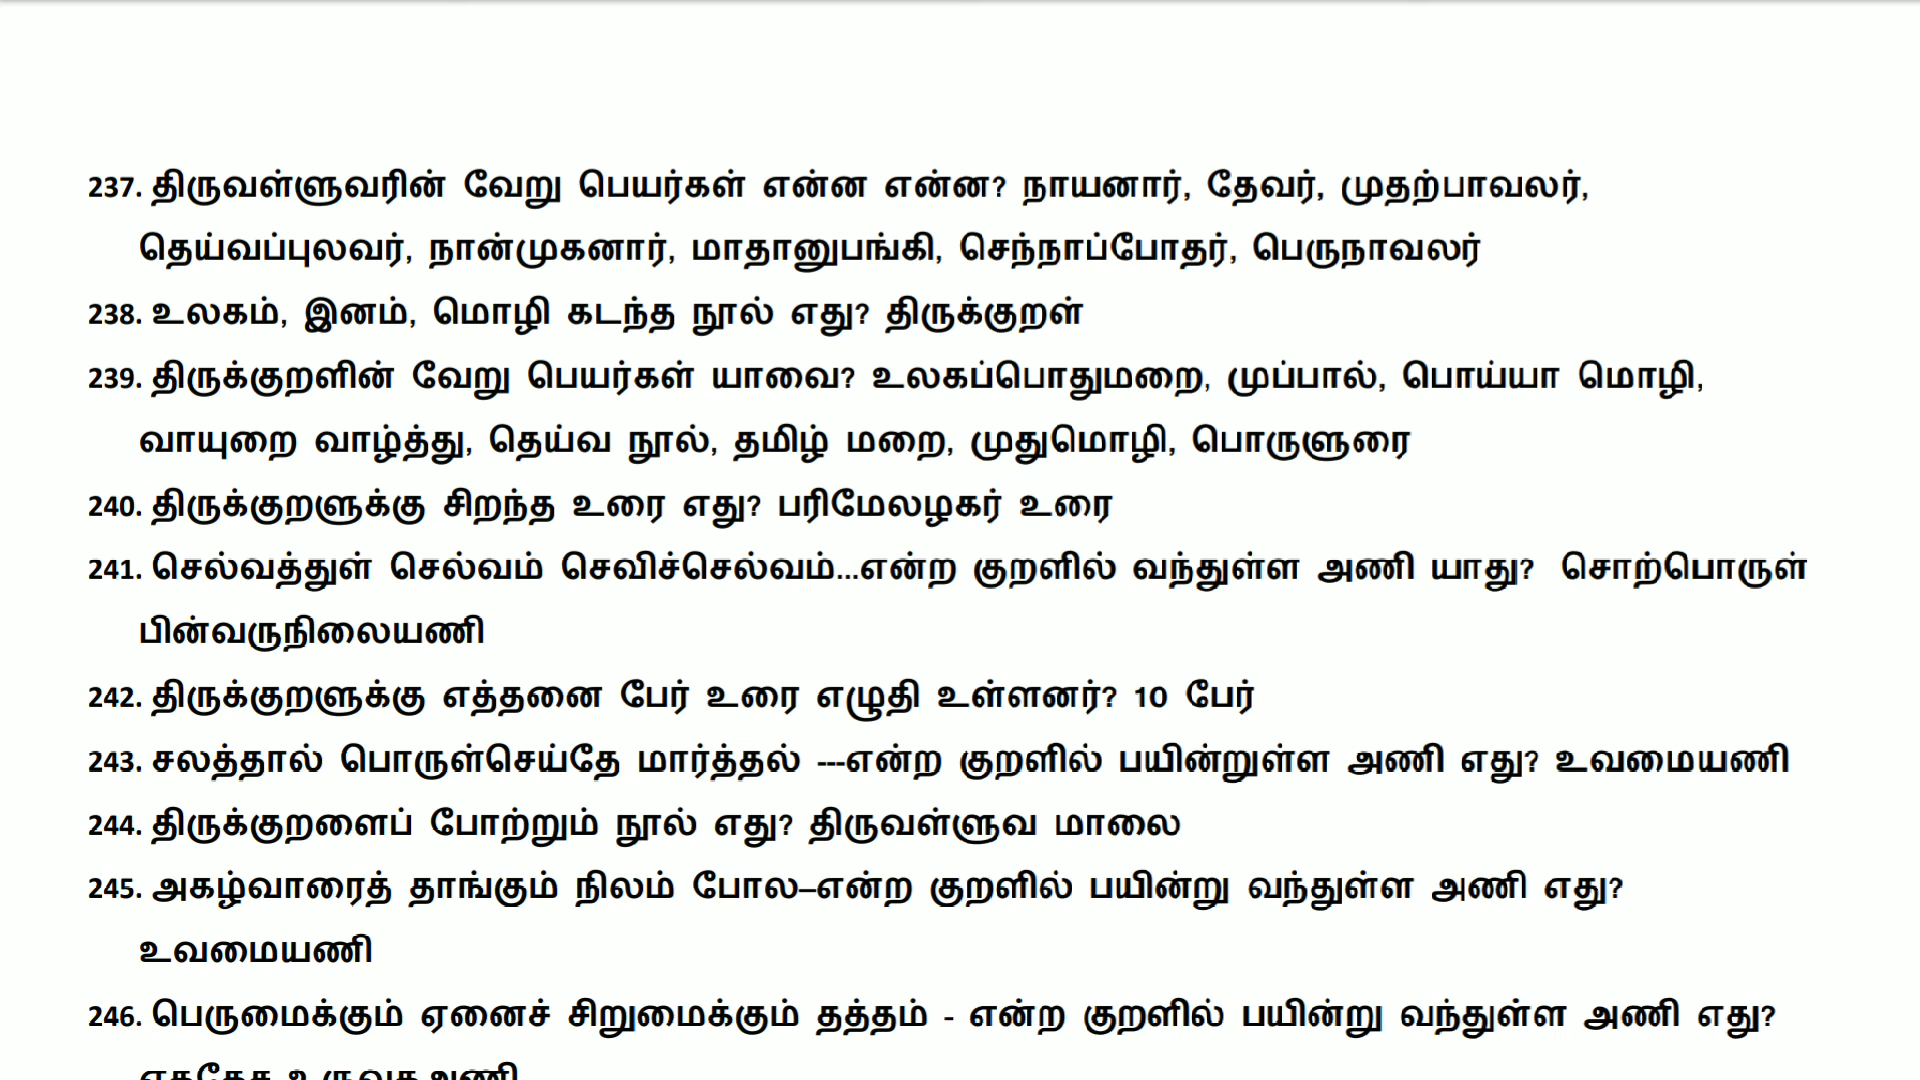 237. திருவள்ளுவரின் வேறு பெயர்கள் என்ன என்ன? நாயனார், தேவர், முதற்பாவலர்,
தெய்வப்புலவர், நான்முகனார், மாதானுபங்கி, செந்நாப்போதர், பெருநாவலர்
238. உலகம், இனம், மொழி கடந்த நூல் எது? திருக்குறள்
239. திருக்குறளின் வேறு பெயர்கள் யாவை? உலகப்பொதுமறை, முப்பால், பொய்யா மொழி,
வாயுறை வாழ்த்து, தெய்வ நூல், தமிழ் மறை, முதுமொழி, பொருளுரை
240. திருக்குறளுக்கு சிறந்த உரை எது? பரிமேலழகர் உரை
241. செல்வத்துள் செல்வம் செவிச்செல்வம்...என்ற குறளில் வந்துள்ள அணி யாது? சொற்பொருள்
பின்வருநிலையணி
242. திருக்குறளுக்கு எத்தனை பேர் உரை எழுதி உள்ளனர்? 10 பேர்
243. சலத்தால் பொருள்செய்தே மார்த்தல் ---என்ற குறளில் பயின்றுள்ள அணி எது? உவமையணி
244. திருக்குறளைப் போற்றும் நூல் எது? திருவள்ளுவ மாலை
245. அகழ்வாரைத் தாங்கும் நிலம் போல–என்ற குறளில் பயின்று வந்துள்ள அணி எது?
உவமையணி
246. பெருமைக்கும் ஏனைச் சிறுமைக்கும் தத்தம் - என்ற குறளில் பயின்று வந்துள்ள அணி எது?